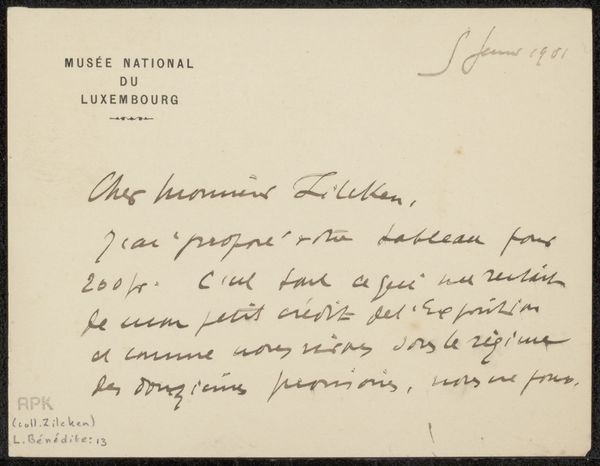 MUSÉE NATIONAL
DU
LUXEMBOURG
5 1901
Cher Monsieur Zilcken,
J'ai proposé votre tableau pour
200 fr. C'est tout ce qui me restait
de mon petit crédit de l'Exposition
et comme nous vivons sous le régime
des douzièmes provisoires, nous ne pouv.
RPK
(coll. Zilcken)
L. Bénédite: 13